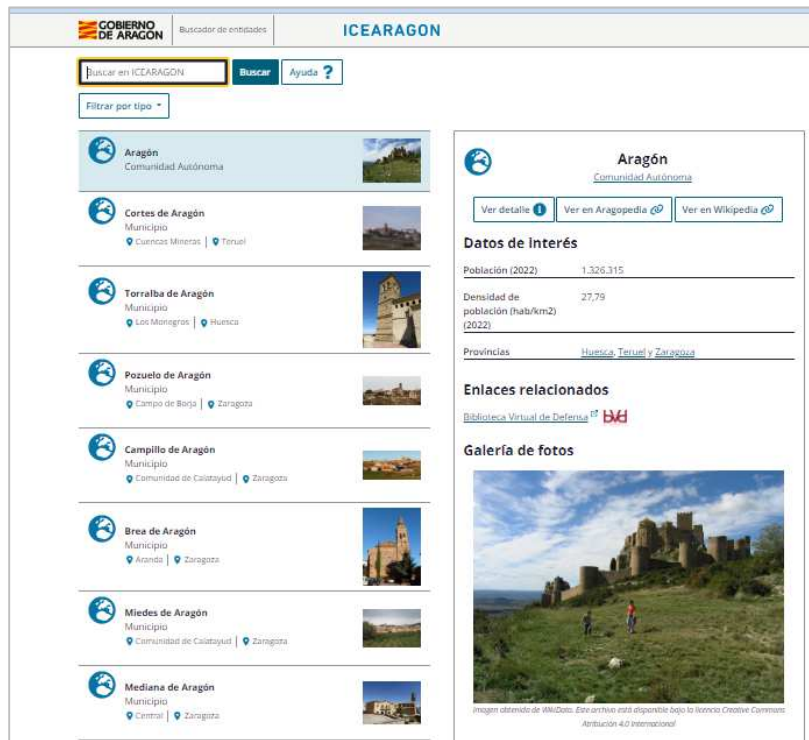 GOBIERNO
DE ARAGON
Buscador de entidades
ICEARAGON
Buscar en ICEARAGON
Buscar
Ayuda ?
Filtrar por tipo
Aragón
Comunidad Autónoma
Cortes de Aragón
Municipio
Cuencas Mineras | Teruel
Torralba de Aragón
Municipio
Los Monegros | Huesca
Pozuelo de Aragón
Municipio
Campo de Borja | Zaragoza
Campillo de Aragón
Municipio
Comunidad de Calatayud | Zaragoza
Brea de Aragón
Municipio
Aranda | Zaragoza
Miedes de Aragón
Municipio
Comunidad de Calatayud | Zaragoza
Mediana de Aragón
Municipio
Central | Zaragoza
Aragón
Comunidad Autónoma
Ver detalle
Ver en Aragopedia
Ver en Wikipedia
Datos de interés
Población (2022) 1.326.315
Densidad de 27,79
población (hab/km2)
(2022)
Provincias Huesca, Teruel y Zaragoza
Enlaces relacionados
Biblioteca Virtual de Defensa bvd
Galería de fotos
Imagen obtenida de WikiData. Este archivo está disponible bajo la licencia Creative Commons
Atribución 4.0 Internacional